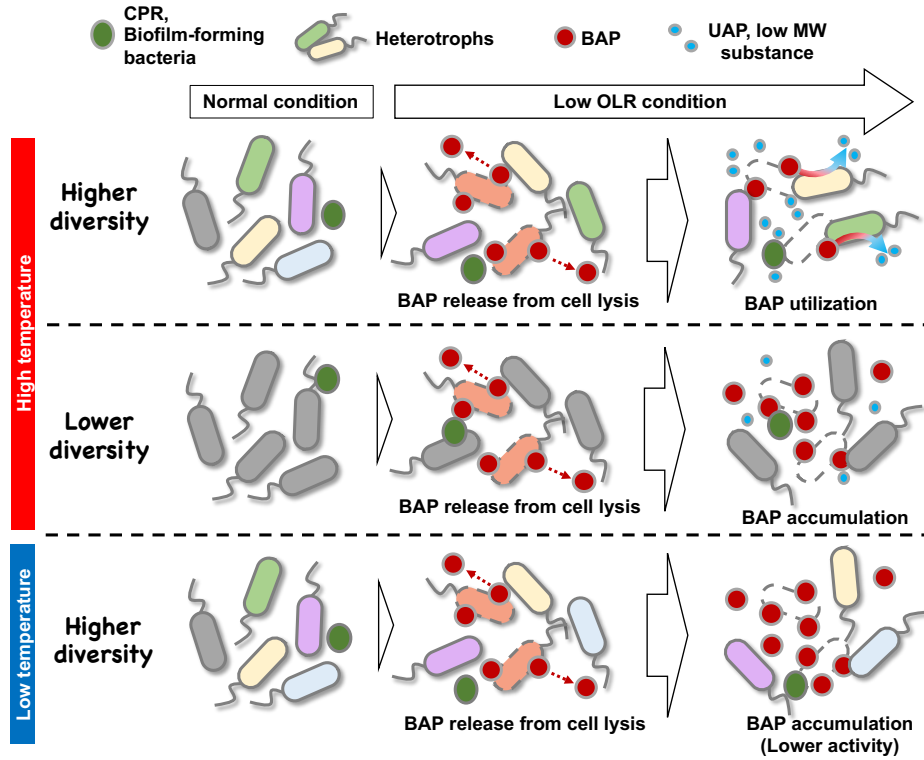 CPR,
Biofilm-forming
bacteria
Heterotrophs
BAP
UAP, low MW
substance
Normal condition
Low OLR condition
High temperature
Higher
diversity
BAP release from cell lysis
BAP utilization
Lower
diversity
BAP release from cell lysis
BAP accumulation
Low temperature
Higher
diversity
BAP release from cell lysis
BAP accumulation
(Lower activity)